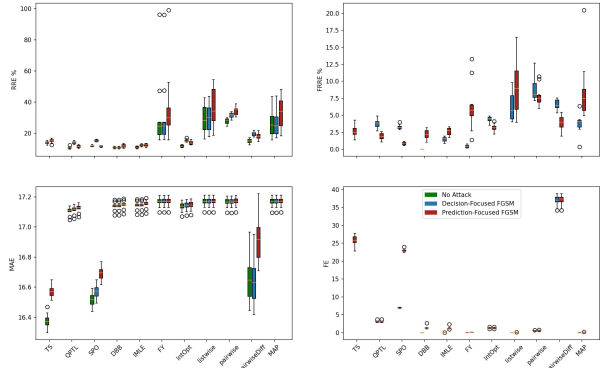 RRE %
100
80
60
40
20
FRRE %
20.0
17.5
15.0
12.5
10.0
7.5
5.0
2.5
0.0
MAE
17.2
17.0
16.8
16.6
16.4
TS
QPTL
SPO
DBB
IMLE
FY
IntOpt
listwise
pairwise
pairwiseDiff
MAP
No Attack
Decision-Focused FGSM
Prediction-Focused FGSM
FE
40
35
30
25
20
15
10
5
0
TS
QPTL
SPO
DBB
IMLE
FY
IntOpt
listwise
pairwise
pairwiseDiff
MAP